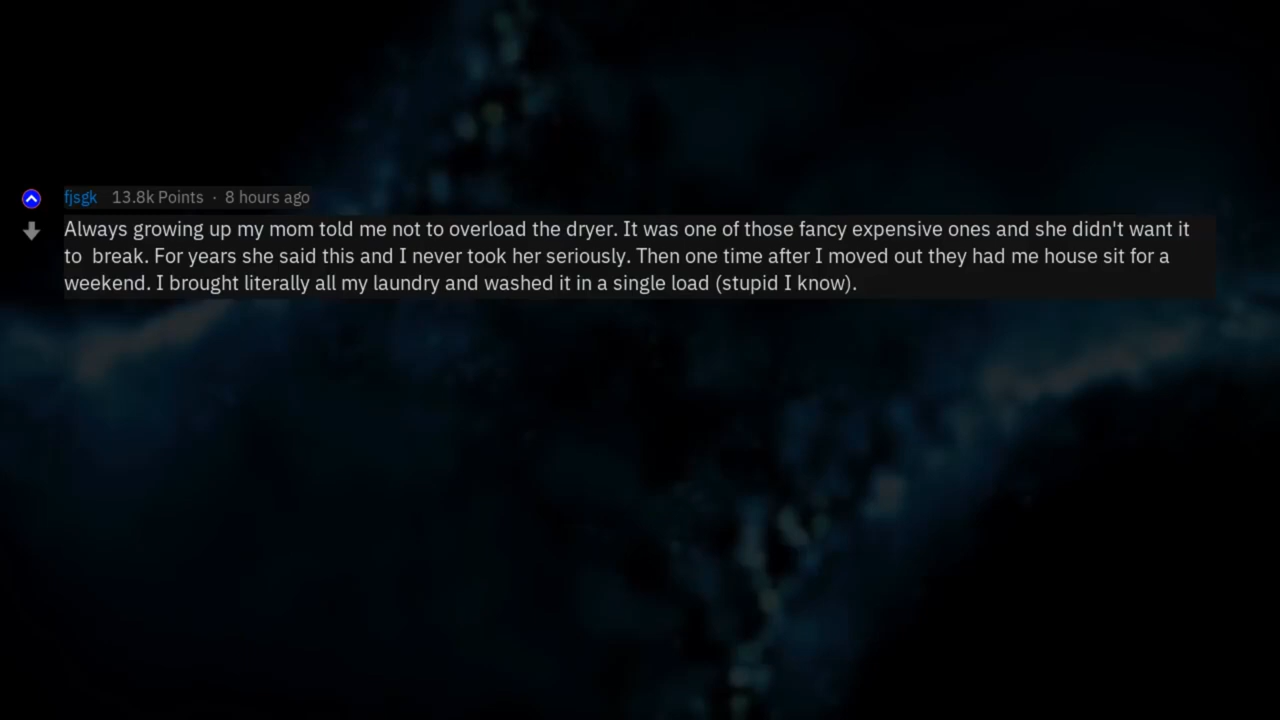 fjsgk 13.8k Points · 8 hours ago
Always growing up my mom told me not to overload the dryer. It was one of those fancy expensive ones and she didn't want it
to  break. For years she said this and I never took her seriously. Then one time after I moved out they had me house sit for a
weekend. I brought literally all my laundry and washed it in a single load (stupid I know).